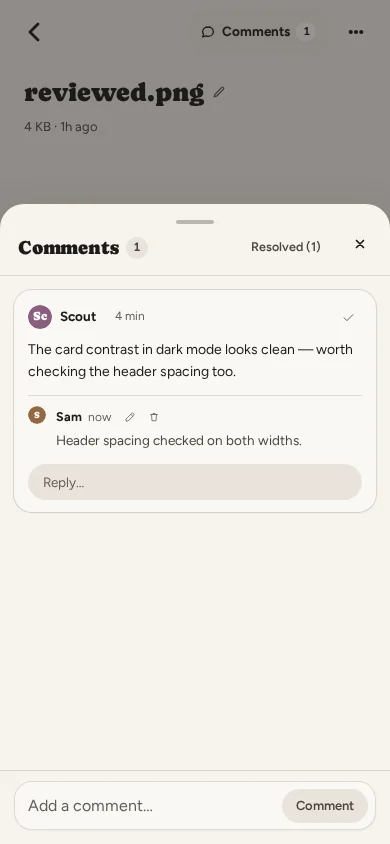 Comments 1
reviewed.png
4 KB · 1h ago
Comments 1
Resolved (1)
Sc Scout 4 min
The card contrast in dark mode looks clean — worth
checking the header spacing too.
S Sam now
Header spacing checked on both widths.
Reply...
Add a comment...
Comment